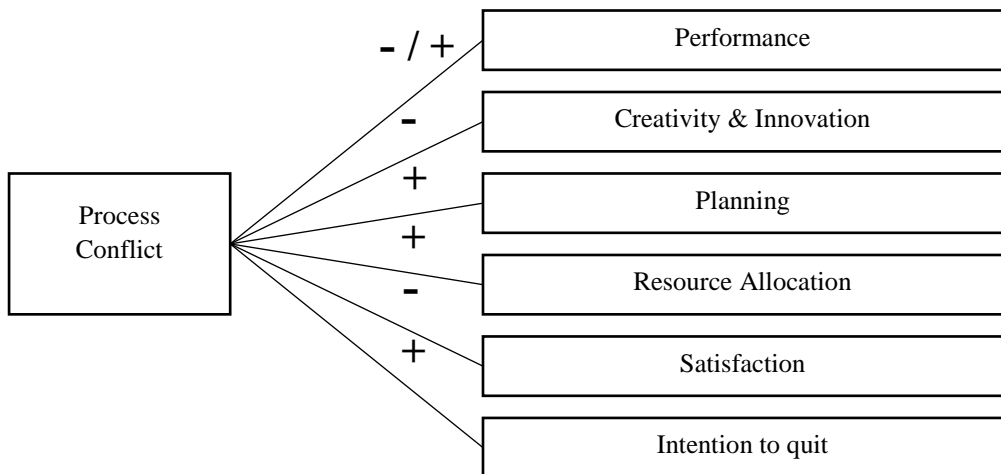 - / +
Performance
-
Creativity & Innovation
+
Planning
Process
Conflict
+
Resource Allocation
-
Satisfaction
+
Intention to quit